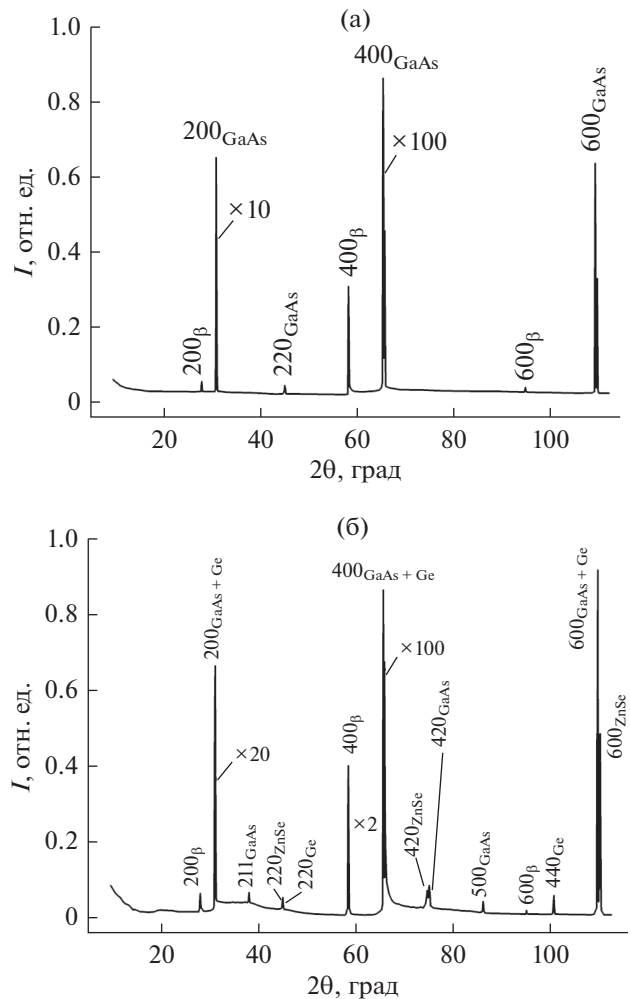 (а)
1.0
0.8
0.6
0.4
0.2
0
I, отн. ед.
200GaAs
×10
200β
220GaAs
400β
400GaAs
×100
600β
600GaAs
20
40
60
80
100
2θ, град
(б)
1.0
0.8
0.6
0.4
0.2
0
I, отн. ед.
200GaAs + Ge
×20
200β
211GaAs
220ZnSe
220Ge
400β
×2
400GaAs + Ge
×100
420ZnSe
420GaAs
500GaAs
600β
440Ge
600GaAs + Ge
600ZnSe
20
40
60
80
100
2θ, град